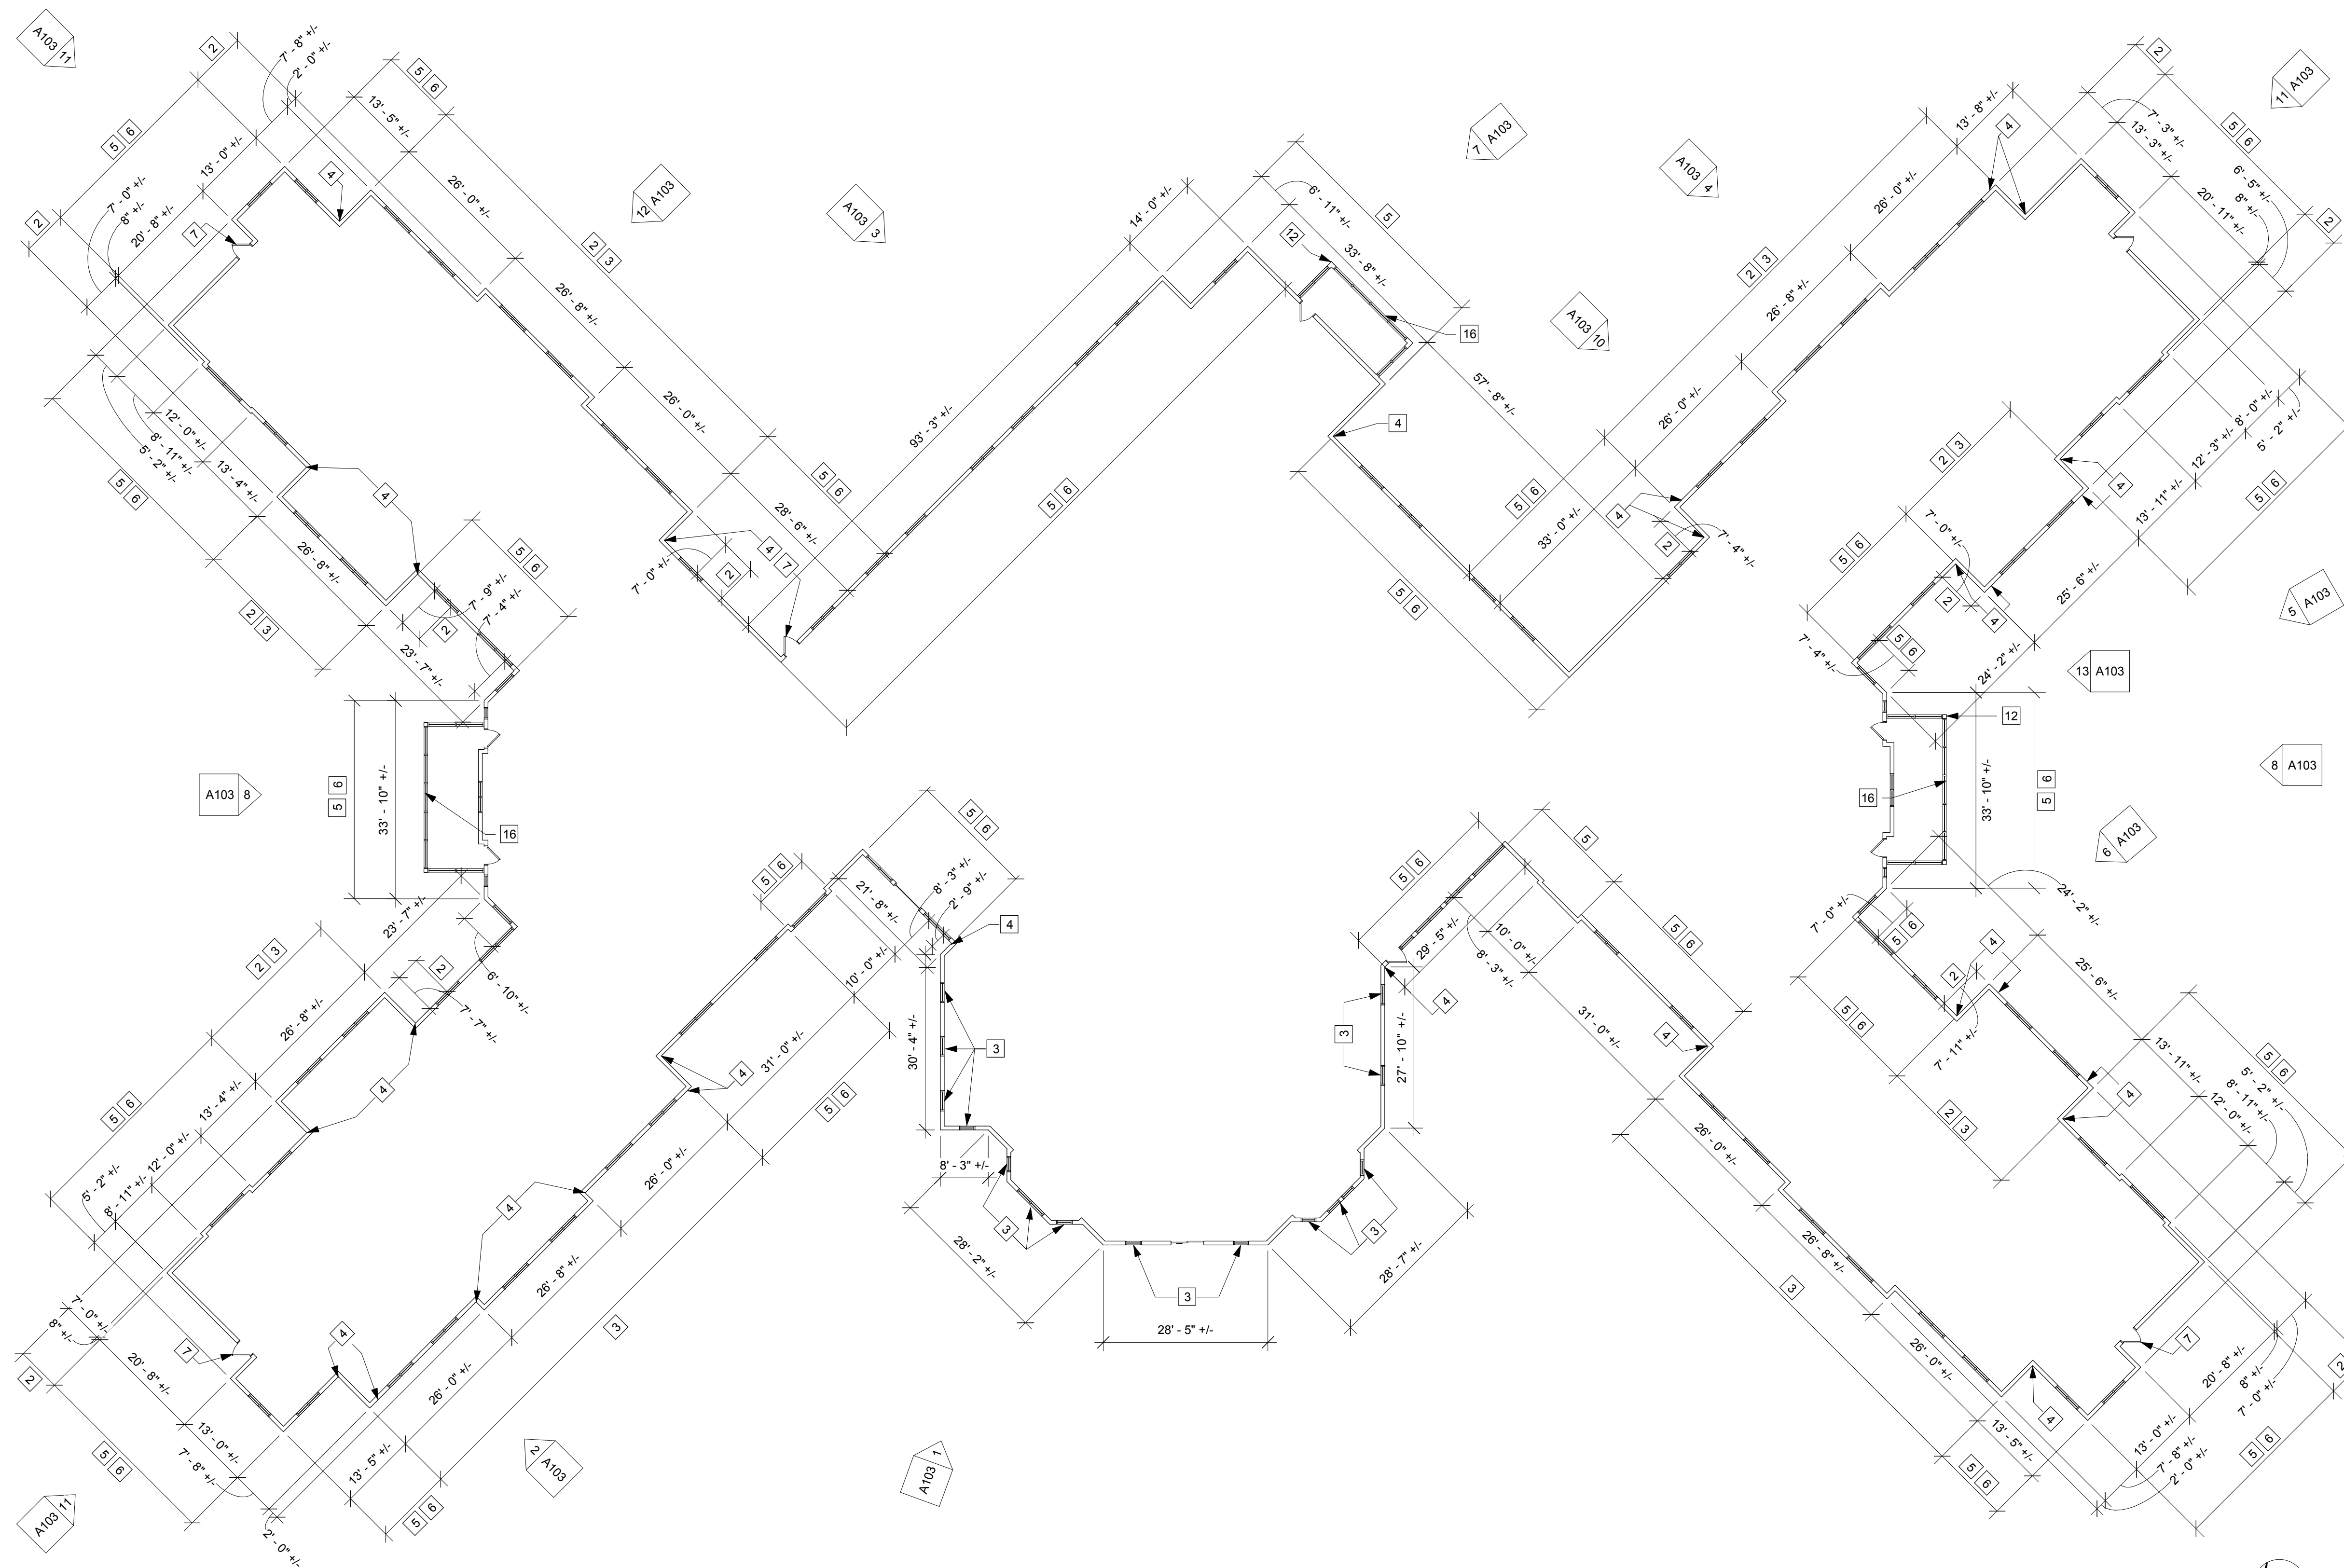 A103
11
2
7' - 8" +/-
2' - 0" +/-
5 6
13' - 5" +/-
5 6
13' - 0" +/-
7' - 0" +/-
8" +/-
20' - 8" +/-
2
7
4
26' - 0" +/-
12 A103
A103
3
2 3
26' - 8" +/-
26' - 0" +/-
5 6
28' - 6" +/-
4 7
7' - 0" +/-
2
12' - 0" +/-
8' - 11" +/-
5' - 2" +/-
13' - 4" +/-
5 6
4
26' - 8" +/-
5 6
7' - 9" +/-
7' - 4" +/-
2
2 3
23' - 7" +/-
14' - 0" +/-
93' - 3" +/-
5 6
7 A103
6' - 11" +/-
5
12
33' - 8" +/-
16
A103
4
A103
10
57' - 8" +/-
4
5 6
13' - 8" +/-
4
26' - 0" +/-
2 3
26' - 8" +/-
26' - 0" +/-
5 6
33' - 0" +/-
4
2
7' - 4" +/-
2
11 A103
7' - 3" +/-
13' - 3" +/-
5 6
6' - 5" +/-
8" +/-
20' - 11" +/-
2
8' - 0" +/-
5' - 2" +/-
12' - 3" +/-
5 6
4
13' - 11" +/-
2 3
5 6
7' - 0" +/-
25' - 6" +/-
2
4
5 A103
5 6
7' - 4" +/-
24' - 2" +/-
13 A103
12
A103 8
5 6
33' - 10" +/-
16
16
33' - 10" +/-
5 6
8 A103
6 A103
24' - 2" +/-
7' - 0" +/-
5 6
4
2
25' - 6" +/-
5 6
7' - 11" +/-
2 3
13' - 11" +/-
5' - 2" +/-
8' - 11" +/-
12' - 0" +/-
5 6
4
23' - 7" +/-
2 3
2
6' - 10" +/-
7' - 7" +/-
26' - 8" +/-
4
5 6
13' - 4" +/-
12' - 0" +/-
5' - 2" +/-
8' - 11" +/-
7' - 0" +/-
8" +/-
2
7
4
20' - 8" +/-
13' - 0" +/-
5 6
7' - 8" +/-
A103
11
2' - 0" +/-
13' - 5" +/-
5 6
26' - 0" +/-
26' - 8" +/-
4
3
26' - 0" +/-
5 6
4
31' - 0" +/-
10' - 0" +/-
5 6
21' - 8" +/-
5 6
8' - 3" +/-
2' - 9" +/-
4
30' - 4" +/-
3
8' - 3" +/-
3
28' - 2" +/-
3
28' - 5" +/-
28' - 7" +/-
3
3
27' - 10" +/-
4
5 6
29' - 5" +/-
5
10' - 0" +/-
8' - 3" +/-
5 6
31' - 0" +/-
4
26' - 0" +/-
26' - 8" +/-
3
26' - 0" +/-
13' - 5" +/-
5 6
4
7
20' - 8" +/-
8" +/-
7' - 0" +/-
2
13' - 0" +/-
7' - 8" +/-
2' - 0" +/-
5 6
2
A103
A103 1